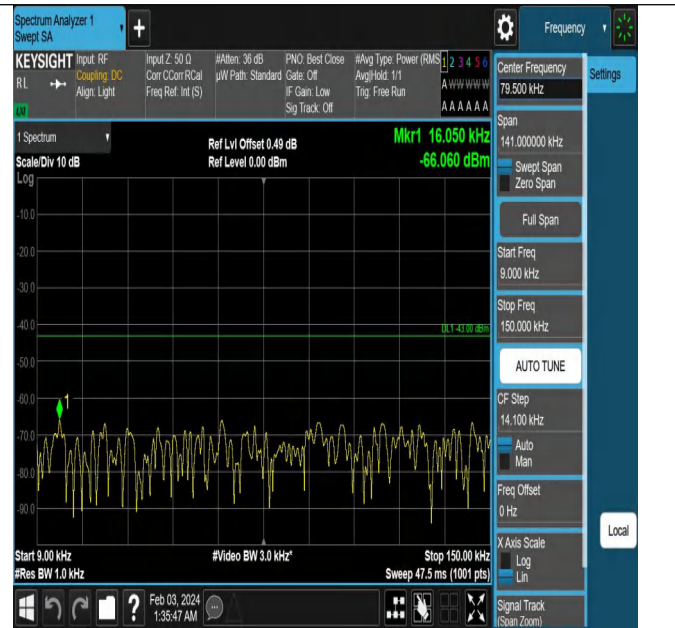 Spectrum Analyzer 1
Swept SA
+
Frequency
KEYSIGHT
RL
Input: RF
Coupling: DC
Align: Light
Input Z: 50 Ω
Corr CCorr RCal
Freq Ref: Int (S)
#Atten: 36 dB
µW Path: Standard
PNO: Best Close
Gate: Off
IF Gain: Low
Sig Track: Off
#Avg Type: Power (RMS
Avg|Hold: 1/1
Trig: Free Run
1 2 3 4 5 6
A W W W W W
A A A A A A
Center Frequency
79.500 kHz
Settings
Span
141.000000 kHz
Swept Span
Zero Span
Full Span
Start Freq
9.000 kHz
Stop Freq
150.000 kHz
AUTO TUNE
CF Step
14.100 kHz
Auto
Man
Freq Offset
0 Hz
X Axis Scale
Log
Lin
Signal Track
(Span Zoom)
Local
1 Spectrum
Scale/Div 10 dB
Log
Ref Lvl Offset 0.49 dB
Ref Level 0.00 dBm
Mkr1 16.050 kHz
-66.060 dBm
-10.0
-20.0
-30.0
-40.0
DL1 -43.00 dBm
-50.0
-60.0
1
-70.0
-80.0
-90.0
Start 9.00 kHz
#Video BW 3.0 kHz*
Stop 150.00 kHz
#Res BW 1.0 kHz
Sweep 47.5 ms (1001 pts)
?
Feb 03, 2024
1:35:47 AM